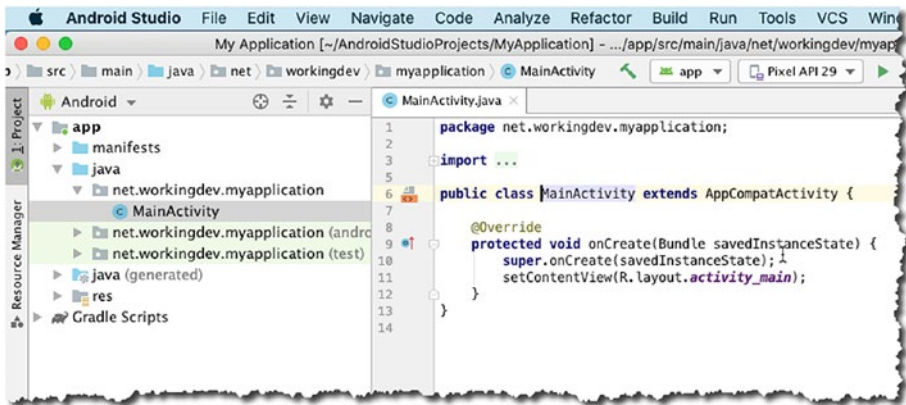 Android Studio File Edit View Navigate Code Analyze Refactor Build Run Tools VCS
My Application [~/AndroidStudioProjects/MyApplication] - .../app/src/main/java/net/workingdev/myap
src main java net workingdev myapplication MainActivity app Pixel API 29
1: Project
Resource Manager
Android
app
manifests
java
net.workingdev.myapplication
MainActivity
net.workingdev.myapplication (andro
net.workingdev.myapplication (test)
java (generated)
res
Gradle Scripts
MainActivity.java
1 package net.workingdev.myapplication;
2
3 import ...
5
6 public class MainActivity extends AppCompatActivity {
7
8 @Override
9 protected void onCreate(Bundle savedInstanceState) {
10 super.onCreate(savedInstanceState);
11 setContentView(R.layout.activity_main);
12 }
13 }
14